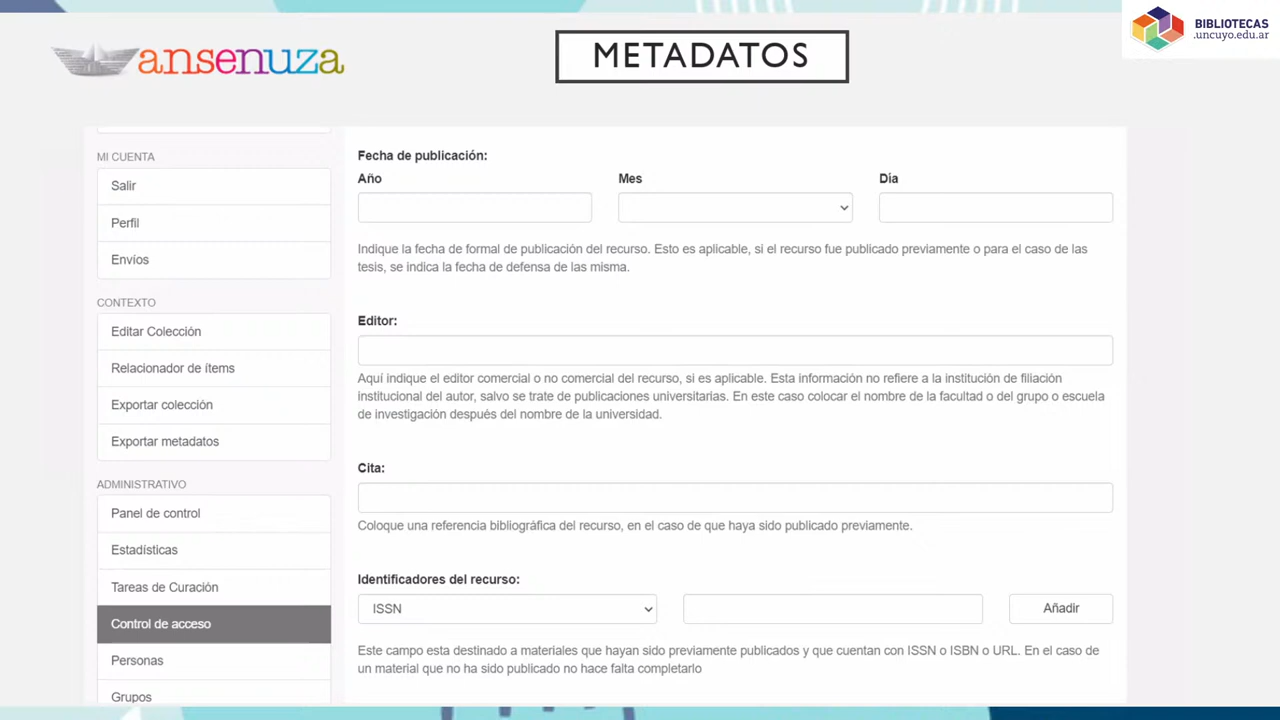 ansenuza
METADATOS
BIBLIOTECAS
.uncuyo.edu.ar
MI CUENTA
Salir
Perfil
Envíos
CONTEXTO
Editar Colección
Relacionador de ítems
Exportar colección
Exportar metadatos
ADMINISTRATIVO
Panel de control
Estadísticas
Tareas de Curación
Control de acceso
Personas
Grupos
Fecha de publicación:
Año Mes Día
Indique la fecha de formal de publicación del recurso. Esto es aplicable, si el recurso fue publicado previamente o para el caso de las
tesis, se indica la fecha de defensa de las misma.
Editor:
Aquí indique el editor comercial o no comercial del recurso, si es aplicable. Esta información no refiere a la institución de filiación
institucional del autor, salvo se trate de publicaciones universitarias. En este caso colocar el nombre de la facultad o del grupo o escuela
de investigación después del nombre de la universidad.
Cita:
Coloque una referencia bibliográfica del recurso, en el caso de que haya sido publicado previamente.
Identificadores del recurso:
ISSN Añadir
Este campo esta destinado a materiales que hayan sido previamente publicados y que cuentan con ISSN o ISBN o URL. En el caso de
un material que no ha sido publicado no hace falta completarlo